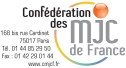 Confédération
des MJC
de France
168 bis rue Cardinet
75017 Paris
Tél. 01 44 85 29 50
Fax : 01 42 29 01 44
www.cmjcf.fr